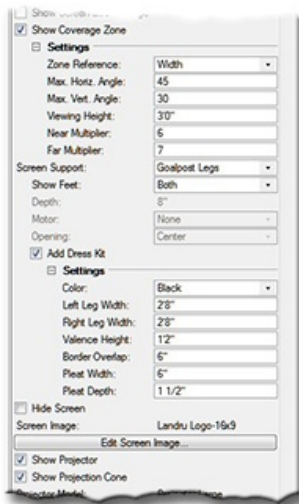 Show Coverage Zone
Settings
Zone Reference: Width
Max. Horiz. Angle: 45
Max. Vert. Angle: 30
Viewing Height: 3'0"
Near Multiplier: 6
Far Multiplier: 7
Screen Support: Goalpost Legs
Show Feet: Both
Depth: 8"
Motor: None
Opening: Center
Add Dress Kit
Settings
Color: Black
Left Leg Width: 2'8"
Right Leg Width: 2'8"
Valence Height: 1'2"
Border Overlap: 6"
Pleat Width: 6"
Pleat Depth: 1 1/2"
Hide Screen
Screen Image: Landru Logo-16x9
Edit Screen Image...
Show Projector
Show Projection Cone
Projector Model: